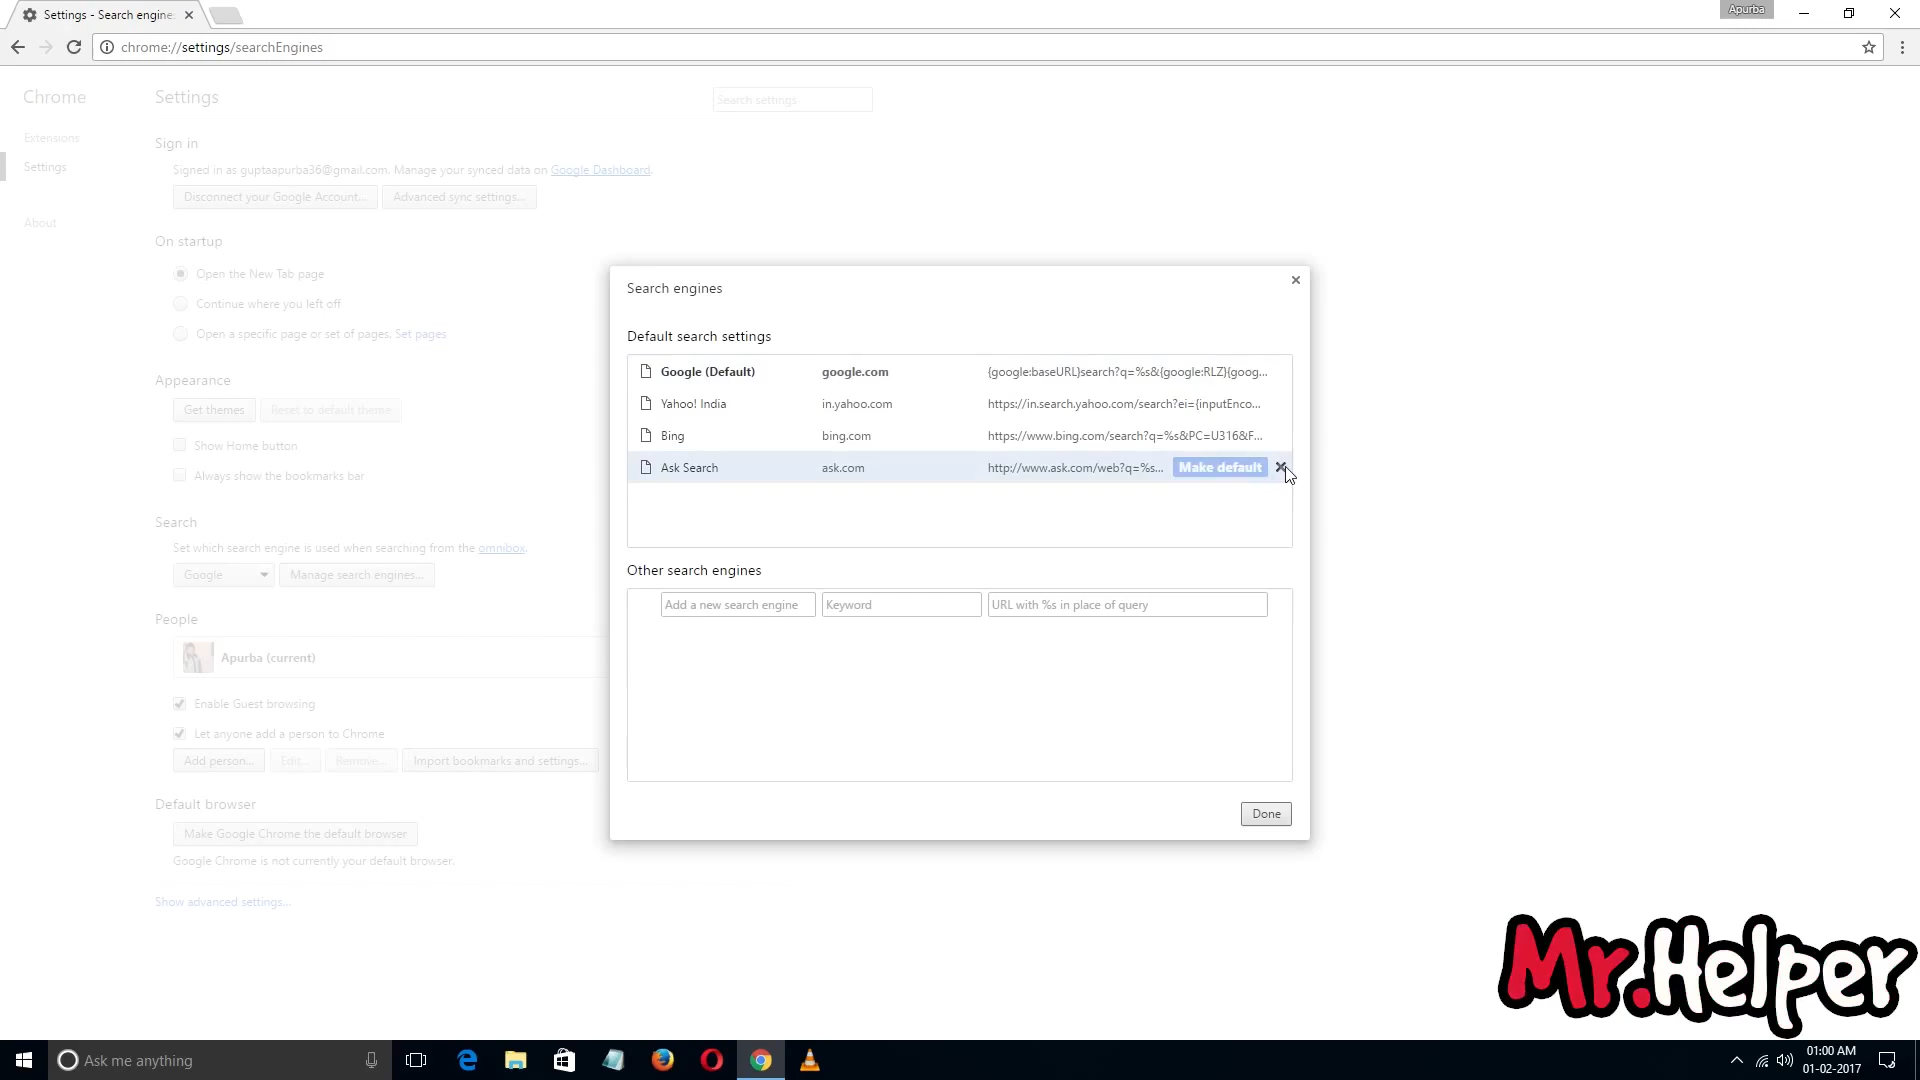 Settings - Search engines
Apurba
chrome://settings/searchEngines
Chrome
Settings
Search settings
Extensions
Settings
About
Sign in
Signed in as guptaapurba36@gmail.com. Manage your synced data on Google Dashboard.
Disconnect your Google Account...
Advanced sync settings...
On startup
Open the New Tab page
Continue where you left off
Open a specific page or set of pages. Set pages
Appearance
Get themes
Reset to default theme
Show Home button
Always show the bookmarks bar
Search
Set which search engine is used when searching from the omnibox.
Google
Manage search engines...
People
Apurba (current)
Enable Guest browsing
Let anyone add a person to Chrome
Add person...
Edit...
Remove...
Import bookmarks and settings...
Default browser
Make Google Chrome the default browser
Google Chrome is not currently your default browser.
Show advanced settings...
Search engines
Default search settings
Google (Default) google.com {google:baseURL}search?q=%s&{google:RLZ}{goog...
Yahoo! India in.yahoo.com https://in.search.yahoo.com/search?ei={inputEnco...
Bing bing.com https://www.bing.com/search?q=%s&PC=U316&F...
Ask Search ask.com http://www.ask.com/web?q=%s... Make default
Other search engines
Add a new search engine Keyword URL with %s in place of query
Done
Mr.Helper
Ask me anything
01:00 AM
01-02-2017